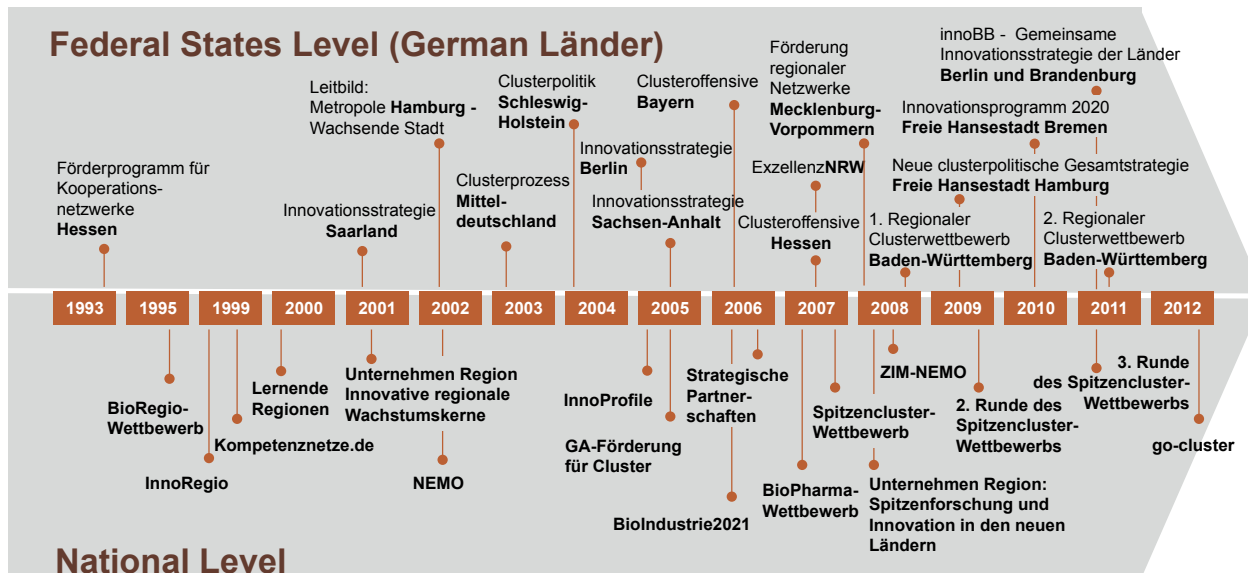 Federal States Level (German Länder)
innoBB - Gemeinsame
Innovationsstrategie der Länder
Berlin und Brandenburg
Förderung
regionaler
Netzwerke
Mecklenburg-
Vorpommern
Clusterpolitik
Schleswig-
Holstein
Clusteroffensive
Bayern
Leitbild:
Metropole Hamburg -
Wachsende Stadt
Innovationsprogramm 2020
Freie Hansestadt Bremen
Innovationsstrategie
Berlin
Förderprogramm für
Kooperations-
netzwerke
Hessen
ExzellenzNRW
Neue clusterpolitische Gesamtstrategie
Freie Hansestadt Hamburg
Clusterprozess
Mittel-
deutschland
Innovationsstrategie
Saarland
Innovationsstrategie
Sachsen-Anhalt
Clusteroffensive
Hessen
1. Regionaler
Clusterwettbewerb
Baden-Württemberg
2. Regionaler
Clusterwettbewerb
Baden-Württemberg
1993 1995 1999 2000 2001 2002 2003 2004 2005 2006 2007 2008 2009 2010 2011 2012
BioRegio-
Wettbewerb
InnoRegio
Kompetenznetze.de
Lernende
Regionen
Unternehmen Region
Innovative regionale
Wachstumskerne
NEMO
InnoProfile
GA-Förderung
für Cluster
Strategische
Partner-
schaften
BioIndustrie2021
BioPharma-
Wettbewerb
Spitzencluster-
Wettbewerb
ZIM-NEMO
Unternehmen Region:
Spitzenforschung und
Innovation in den neuen
Ländern
2. Runde des
Spitzencluster-
Wettbewerbs
3. Runde
des Spitzencluster-
Wettbewerbs
go-cluster
National Level